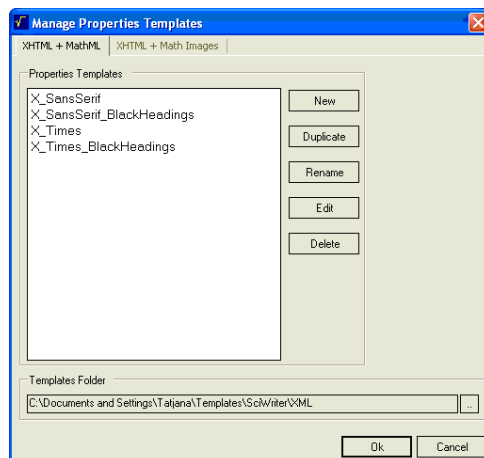 Manage Properties Templates
XHTML + MathML XHTML + Math Images
Properties Templates
X_SansSerif
X_SansSerif_BlackHeadings
X_Times
X_Times_BlackHeadings
New
Duplicate
Rename
Edit
Delete
Templates Folder
C:\Documents and Settings\Tatjana\Templates\SciWriter\XML ..
Ok Cancel